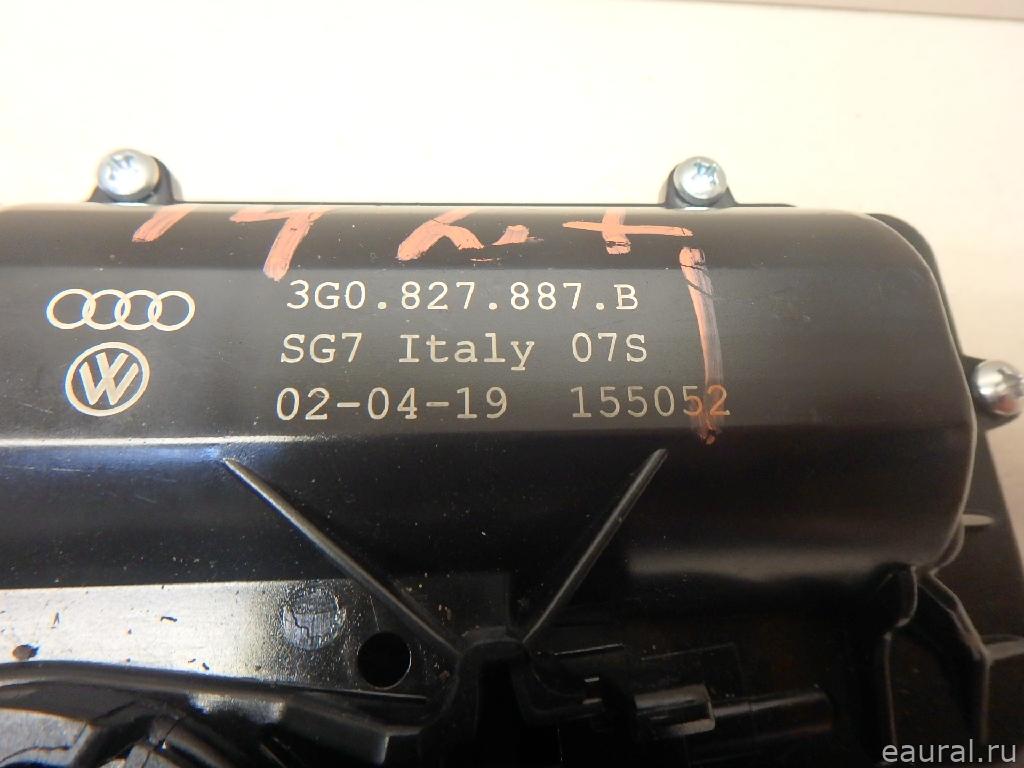 3G0.827.887.B
SG7 Italy 07S
02-04-19 155052
eaural.ru